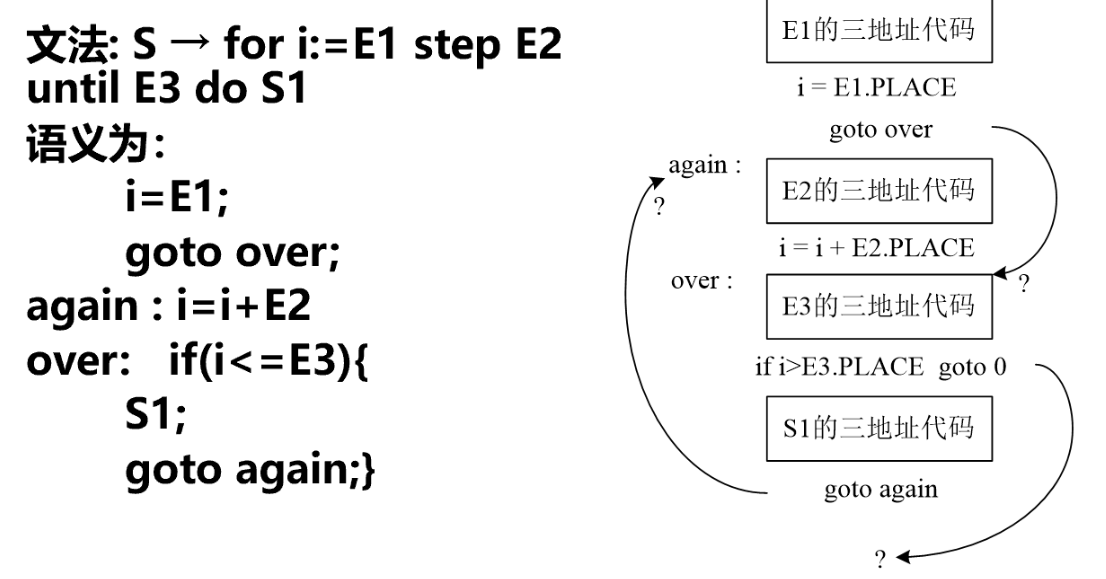 文法: S → for i:=E1 step E2
until E3 do S1
语义为：
i=E1;
goto over;
again : i=i+E2
over: if(i<=E3){
S1;
goto again;}
E1的三地址代码
i = E1.PLACE
goto over
again :
?
E2的三地址代码
i = i + E2.PLACE
over :
?
E3的三地址代码
if i>E3.PLACE goto 0
S1的三地址代码
goto again
?